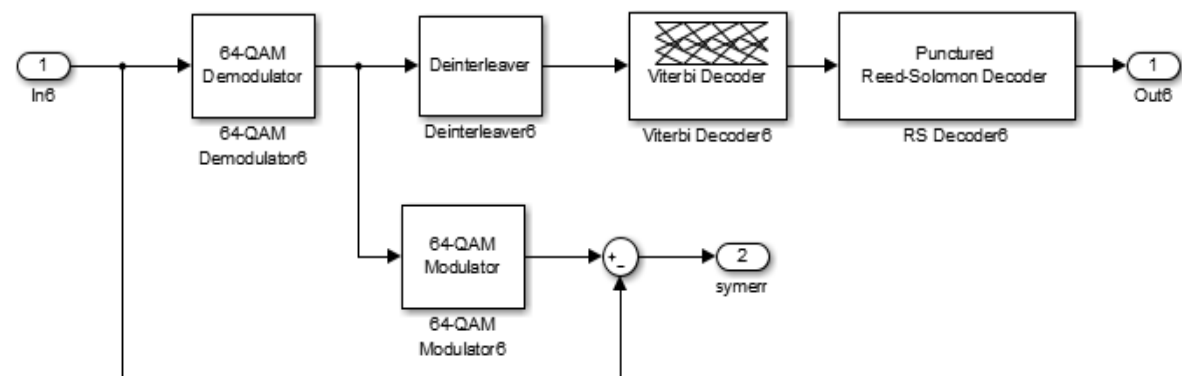 1
In6
64-QAM
Demodulator
64-QAM
Demodulator6
Deinterleaver
Deinterleaver6
Viterbi Decoder
Viterbi Decoder6
Punctured
Reed-Solomon Decoder
RS Decoder6
1
Out6
64-QAM
Modulator
64-QAM
Modulator6
+
−
2
symerr